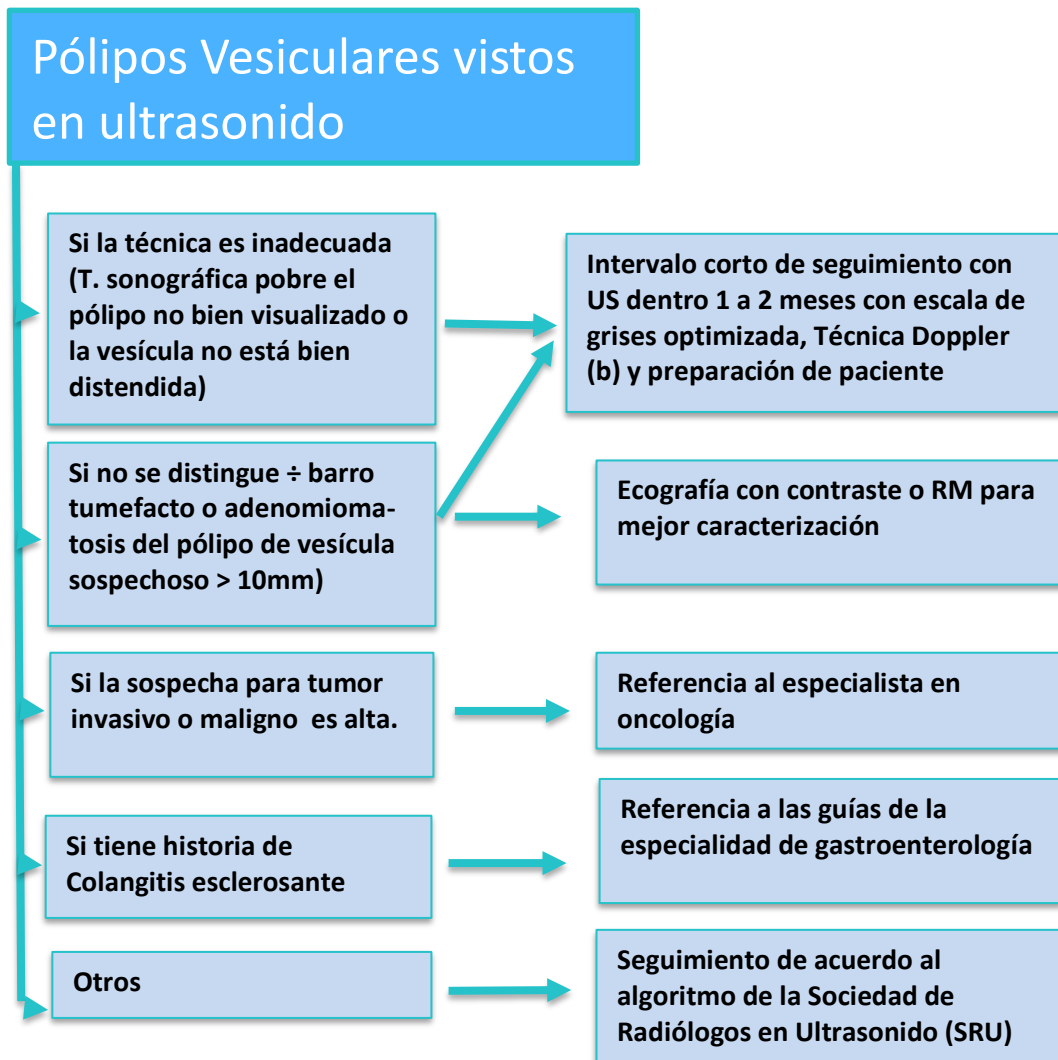 Pólipos Vesiculares vistos
en ultrasonido
Si la técnica es inadecuada
(T. sonográfica pobre el
pólipo no bien visualizado o
la vesícula no está bien
distendida)
Intervalo corto de seguimiento con
US dentro 1 a 2 meses con escala de
grises optimizada, Técnica Doppler
(b) y preparación de paciente
Si no se distingue ÷ barro
tumefacto o adenomioma-
tosis del pólipo de vesícula
sospechoso > 10mm)
Ecografía con contraste o RM para
mejor caracterización
Si la sospecha para tumor
invasivo o maligno es alta.
Referencia al especialista en
oncología
Si tiene historia de
Colangitis esclerosante
Referencia a las guías de la
especialidad de gastroenterología
Otros
Seguimiento de acuerdo al
algoritmo de la Sociedad de
Radiólogos en Ultrasonido (SRU)